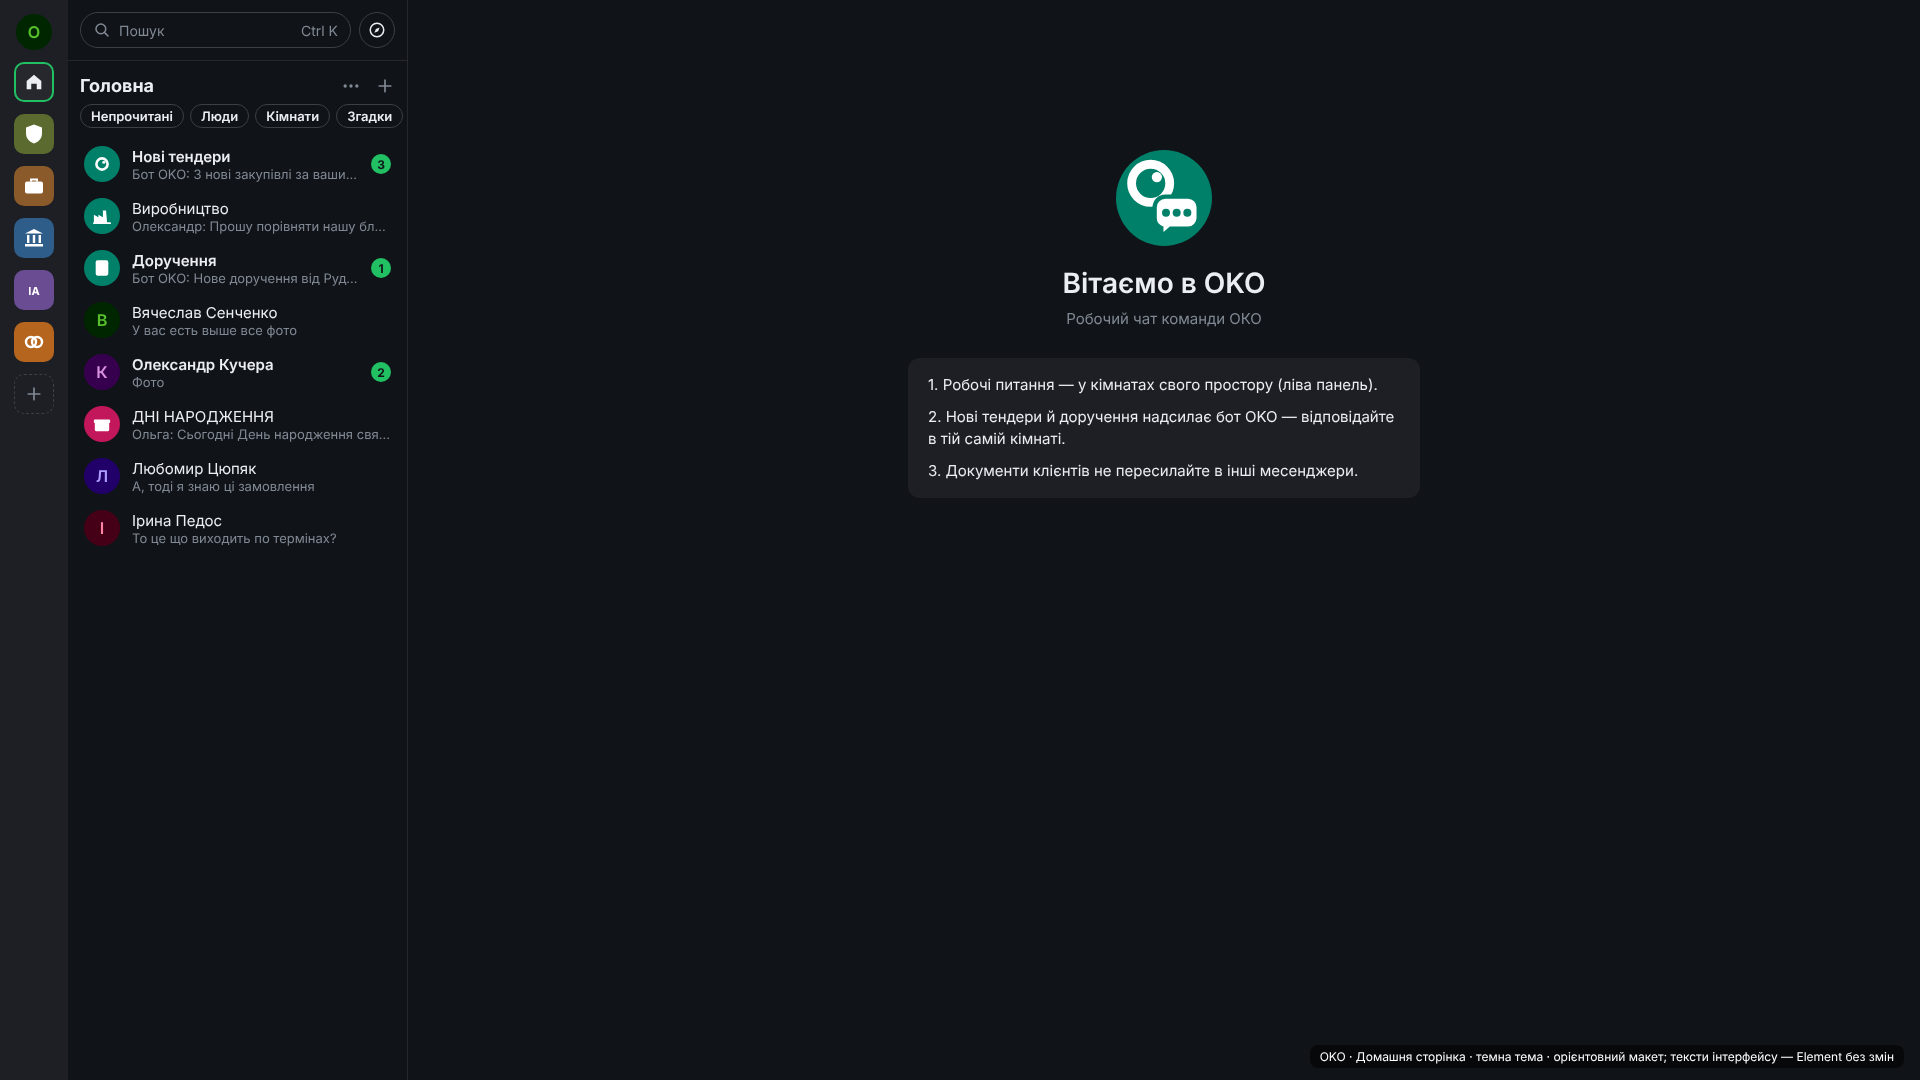 O
Пошук
Ctrl K
Головна
Непрочитані
Люди
Кімнати
Згадки
Нові тендери
Бот ОКО: 3 нові закупівлі за ваши...
3
Виробництво
Олександр: Прошу порівняти нашу бл...
Доручення
Бот ОКО: Нове доручення від Руд...
1
В
Вячеслав Сенченко
У вас есть выше все фото
К
Олександр Кучера
Фото
2
ДНІ НАРОДЖЕННЯ
Ольга: Сьогодні День народження свя...
Л
Любомир Цюпяк
А, тоді я знаю ці замовлення
І
Ірина Педос
То це що виходить по термінах?
ІА
Вітаємо в ОКО
Робочий чат команди ОКО
1. Робочі питання — у кімнатах свого простору (ліва панель).
2. Нові тендери й доручення надсилає бот ОКО — відповідайте
в тій самій кімнаті.
3. Документи клієнтів не пересилайте в інші месенджери.
ОКО · Домашня сторінка · темна тема · орієнтовний макет; тексти інтерфейсу — Element без змін